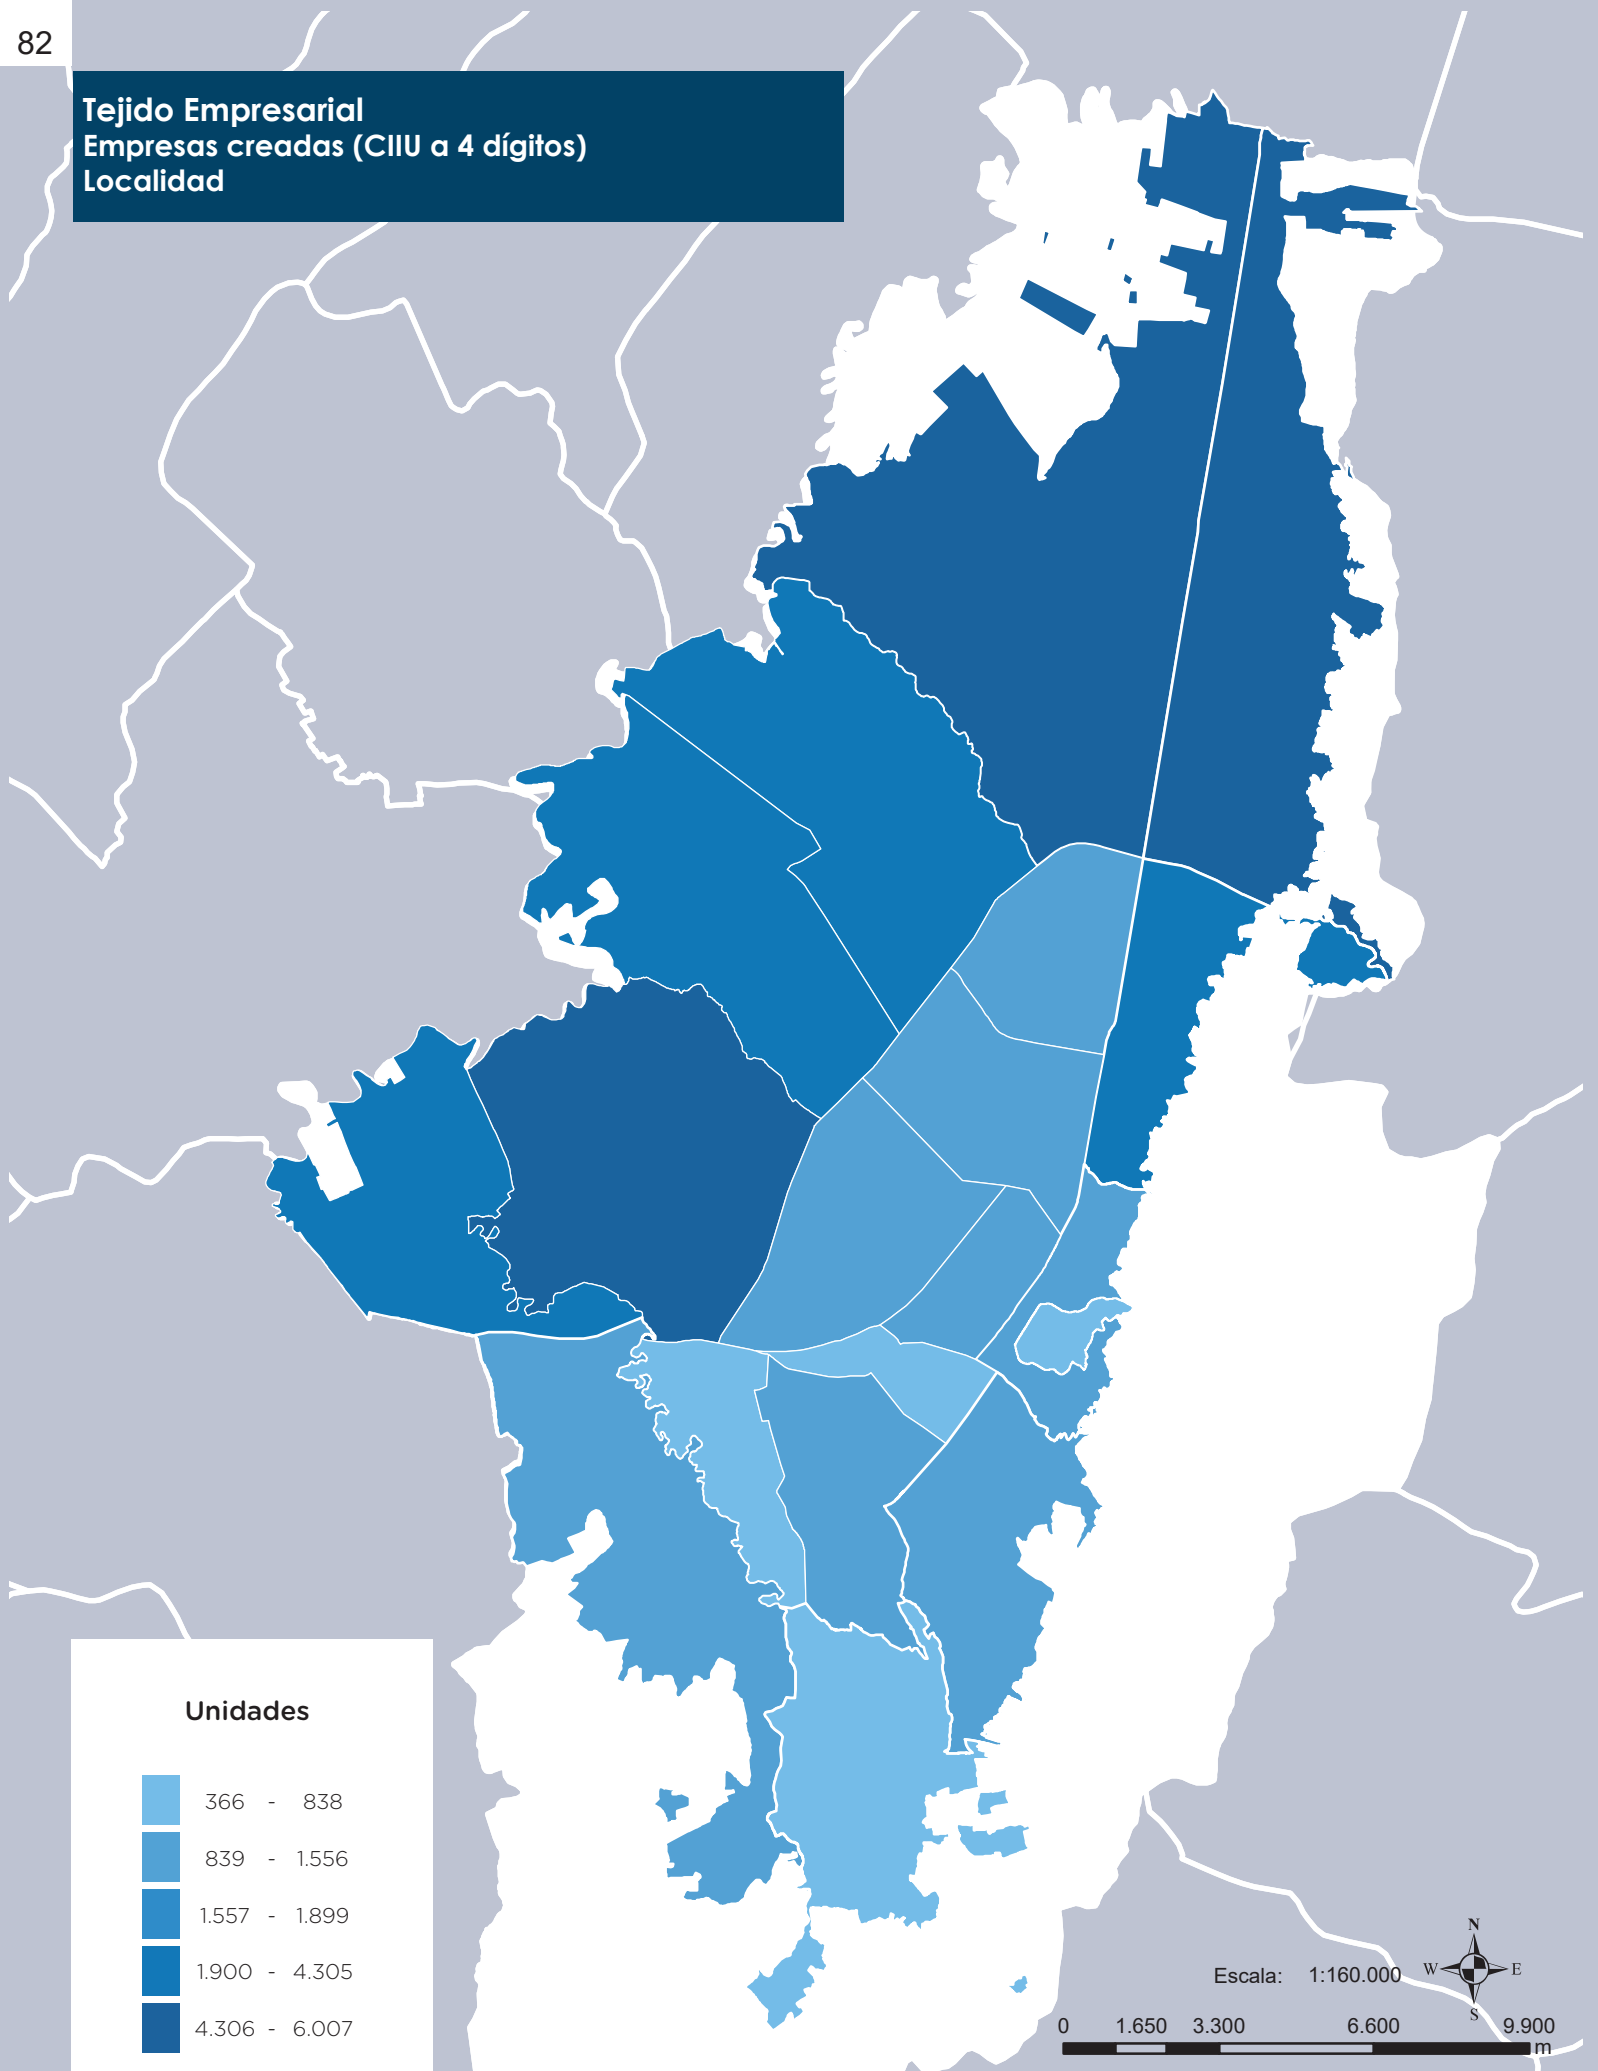 82
Tejido Empresarial
Empresas creadas (CIIU a 4 dígitos)
Localidad
Unidades
366 - 838
839 - 1.556
1.557 - 1.899
1.900 - 4.305
4.306 - 6.007
Escala: 1:160.000
N
W E
S
0 1.650 3.300 6.600 9.900
m